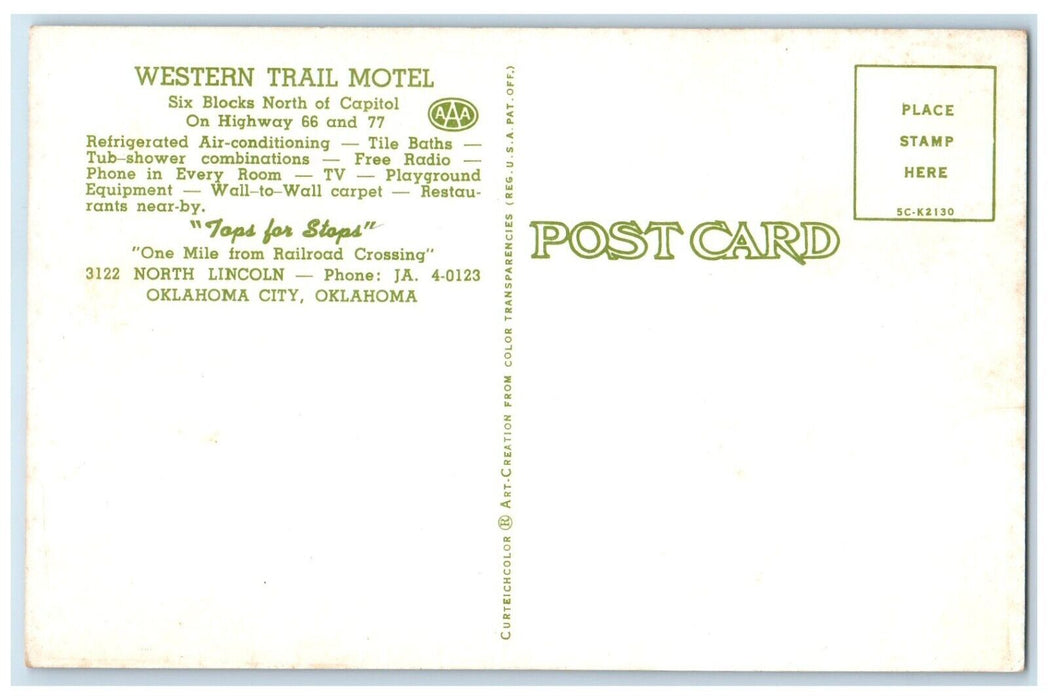 WESTERN TRAIL MOTEL
Six Blocks North of Capitol
On Highway 66 and 77
AAA
Refrigerated Air-conditioning — Tile Baths —
Tub-shower combinations — Free Radio —
Phone in Every Room — TV — Playground
Equipment — Wall-to-Wall carpet — Restau-
rants near-by.
"Tops for Stops"
"One Mile from Railroad Crossing"
3122 NORTH LINCOLN — Phone: JA. 4-0123
OKLAHOMA CITY, OKLAHOMA
CURTEICHCOLOR ® ART-CREATION FROM COLOR TRANSPARENCIES (REG. U.S.A. PAT. OFF.)
POST CARD
PLACE
STAMP
HERE
5C-K2130